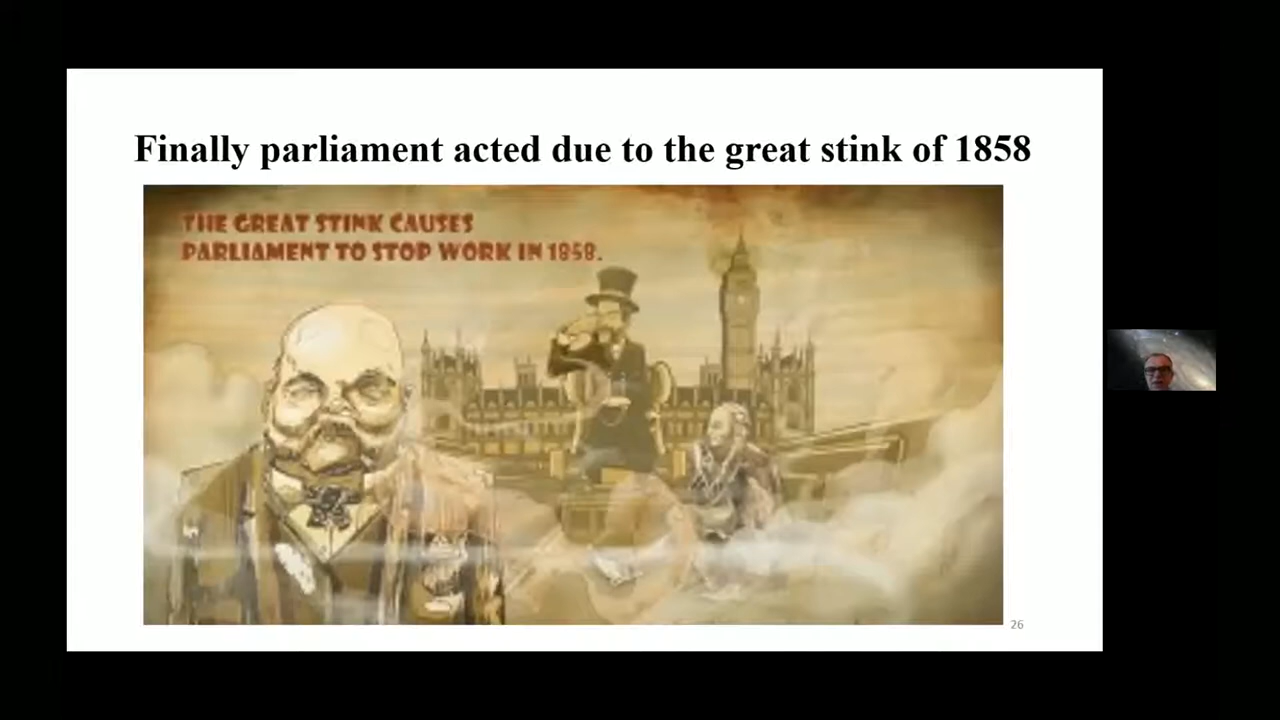 Finally parliament acted due to the great stink of 1858
THE GREAT STINK CAUSES
PARLIAMENT TO STOP WORK IN 1858.
26